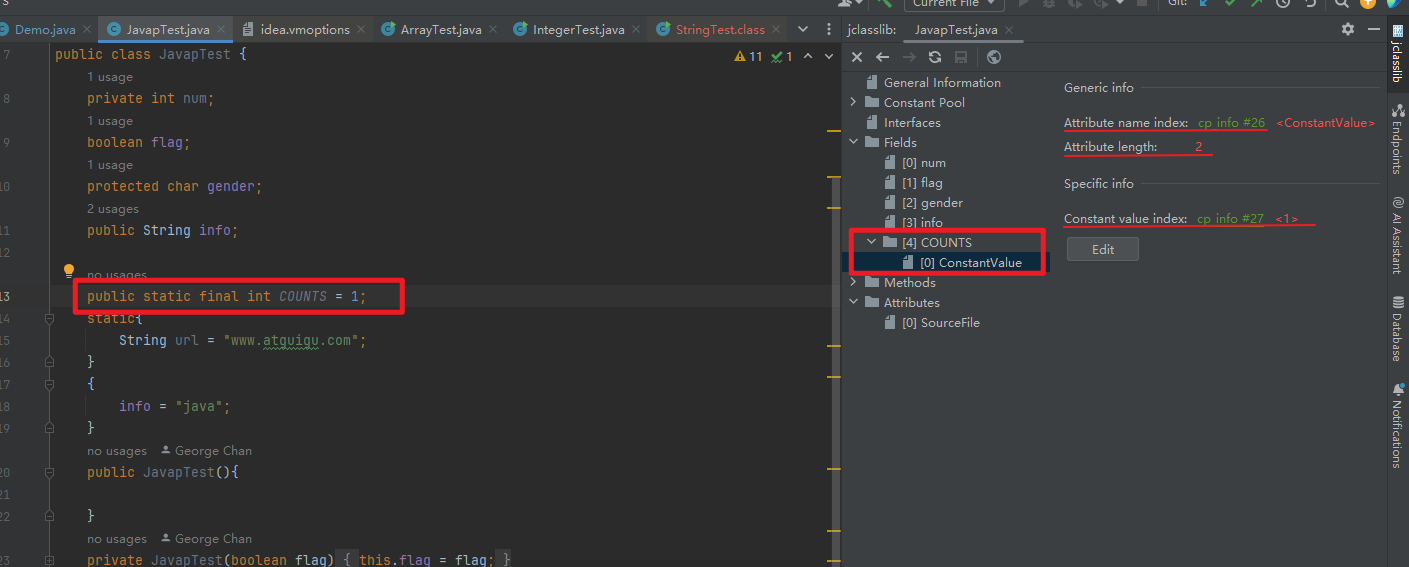 Current File
Git:
Demo.java
JavapTest.java
idea.vmoptions
ArrayTest.java
IntegerTest.java
StringTest.class
7 public class JavapTest {
11 1
1 usage
8 private int num;
1 usage
9 boolean flag;
1 usage
10 protected char gender;
2 usages
11 public String info;
12
no usages
13 public static final int COUNTS = 1;
14 static{
15 String url = "www.atguigu.com";
16 }
17 {
18 info = "java";
19 }
no usages George Chan
20 public JavapTest(){
21
22 }
no usages George Chan
23 private JavapTest(boolean flag) { this.flag = flag; }
jclasslib:
JavapTest.java
General Information
Constant Pool
Interfaces
Fields
[0] num
[1] flag
[2] gender
[3] info
[4] COUNTS
[0] ConstantValue
Methods
Attributes
[0] SourceFile
Generic info
Attribute name index: cp_info #26 <ConstantValue>
Attribute length: 2
Specific info
Constant value index: cp_info #27 <1>
Edit
jclasslib
Endpoints
AI Assistant
Database
Notifications